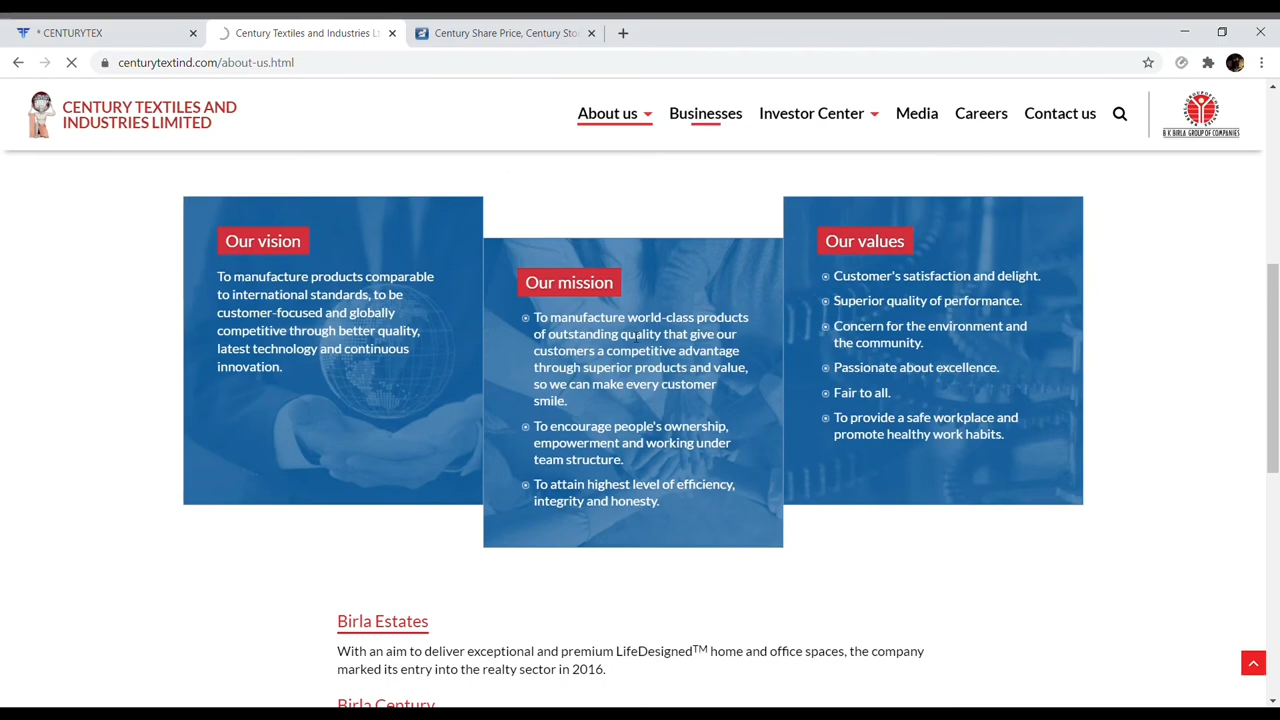 * CENTURYTEX
Century Textiles and Industries L
Century Share Price, Century Sto
centurytextind.com/about-us.html
CENTURY TEXTILES AND
INDUSTRIES LIMITED
About us
Businesses
Investor Center
Media
Careers
Contact us
B K BIRLA GROUP OF COMPANIES
Our vision
To manufacture products comparable
to international standards, to be
customer-focused and globally
competitive through better quality,
latest technology and continuous
innovation.
Our mission
To manufacture world-class products
of outstanding quality that give our
customers a competitive advantage
through superior products and value,
so we can make every customer
smile.
To encourage people's ownership,
empowerment and working under
team structure.
To attain highest level of efficiency,
integrity and honesty.
Our values
Customer's satisfaction and delight.
Superior quality of performance.
Concern for the environment and
the community.
Passionate about excellence.
Fair to all.
To provide a safe workplace and
promote healthy work habits.
Birla Estates
With an aim to deliver exceptional and premium LifeDesigned™ home and office spaces, the company
marked its entry into the realty sector in 2016.
Birla Century